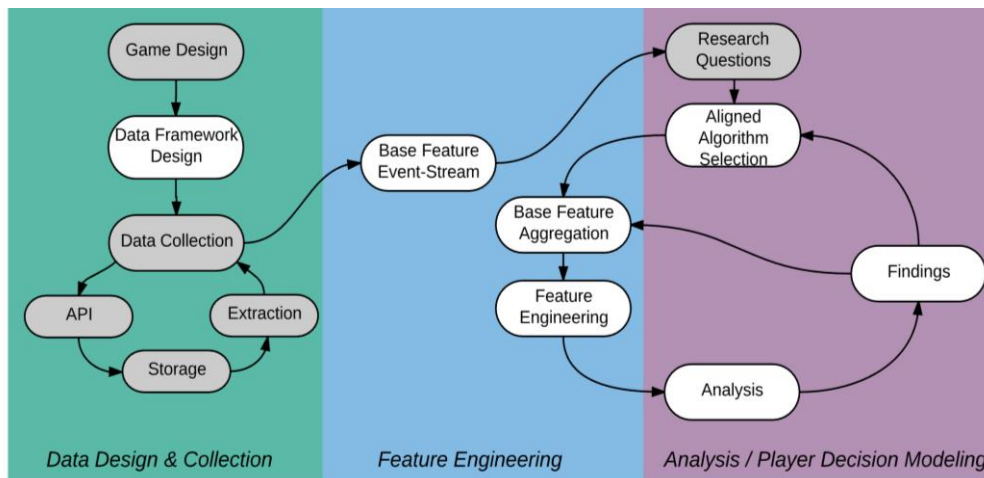 Game Design
Data Framework
Design
Data Collection
API
Extraction
Storage
Data Design & Collection
Base Feature
Event-Stream
Base Feature
Aggregation
Feature
Engineering
Feature Engineering
Research
Questions
Aligned
Algorithm
Selection
Findings
Analysis
Analysis / Player Decision Modeling